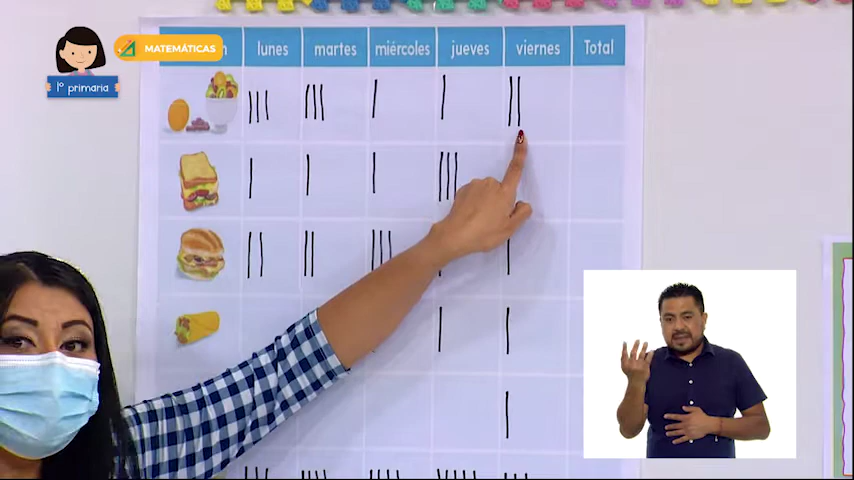 MATEMÁTICAS
1° primaria
lunes
martes
miércoles
jueves
viernes
Total